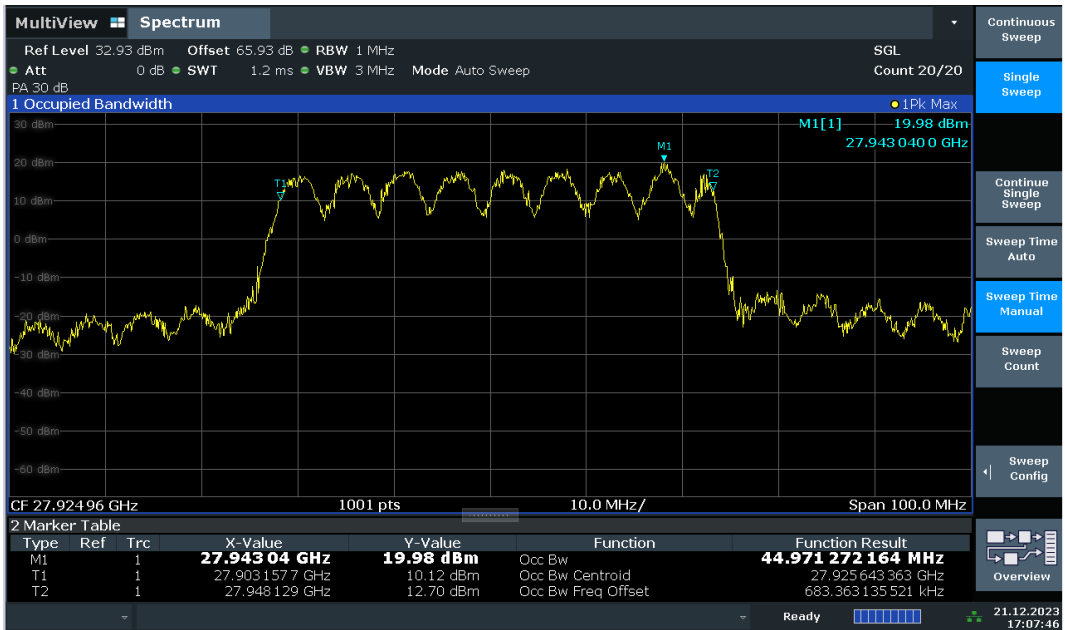 MultiView Spectrum
Ref Level 32.93 dBm Offset 65.93 dB RBW 1 MHz SGL
Att 0 dB SWT 1.2 ms VBW 3 MHz Mode Auto Sweep Count 20/20
PA 30 dB
1 Occupied Bandwidth 1Pk Max
30 dBm M1[1] 19.98 dBm
27.943 040 0 GHz
M1
20 dBm
T1 T2
10 dBm
0 dBm
-10 dBm
-20 dBm
-30 dBm
-40 dBm
-50 dBm
-60 dBm
CF 27.924 96 GHz 1001 pts 10.0 MHz/ Span 100.0 MHz
2 Marker Table
Type Ref Trc X-Value Y-Value Function Function Result
M1 1 27.943 04 GHz 19.98 dBm Occ Bw 44.971 272 164 MHz
T1 1 27.903 157 7 GHz 10.12 dBm Occ Bw Centroid 27.925 643 363 GHz
T2 1 27.948 129 GHz 12.70 dBm Occ Bw Freq Offset 683.363 135 521 kHz
Ready 21.12.2023
17:07:46
Continuous
Sweep
Single
Sweep
Continue
Single
Sweep
Sweep Time
Auto
Sweep Time
Manual
Sweep
Count
Sweep
Config
Overview